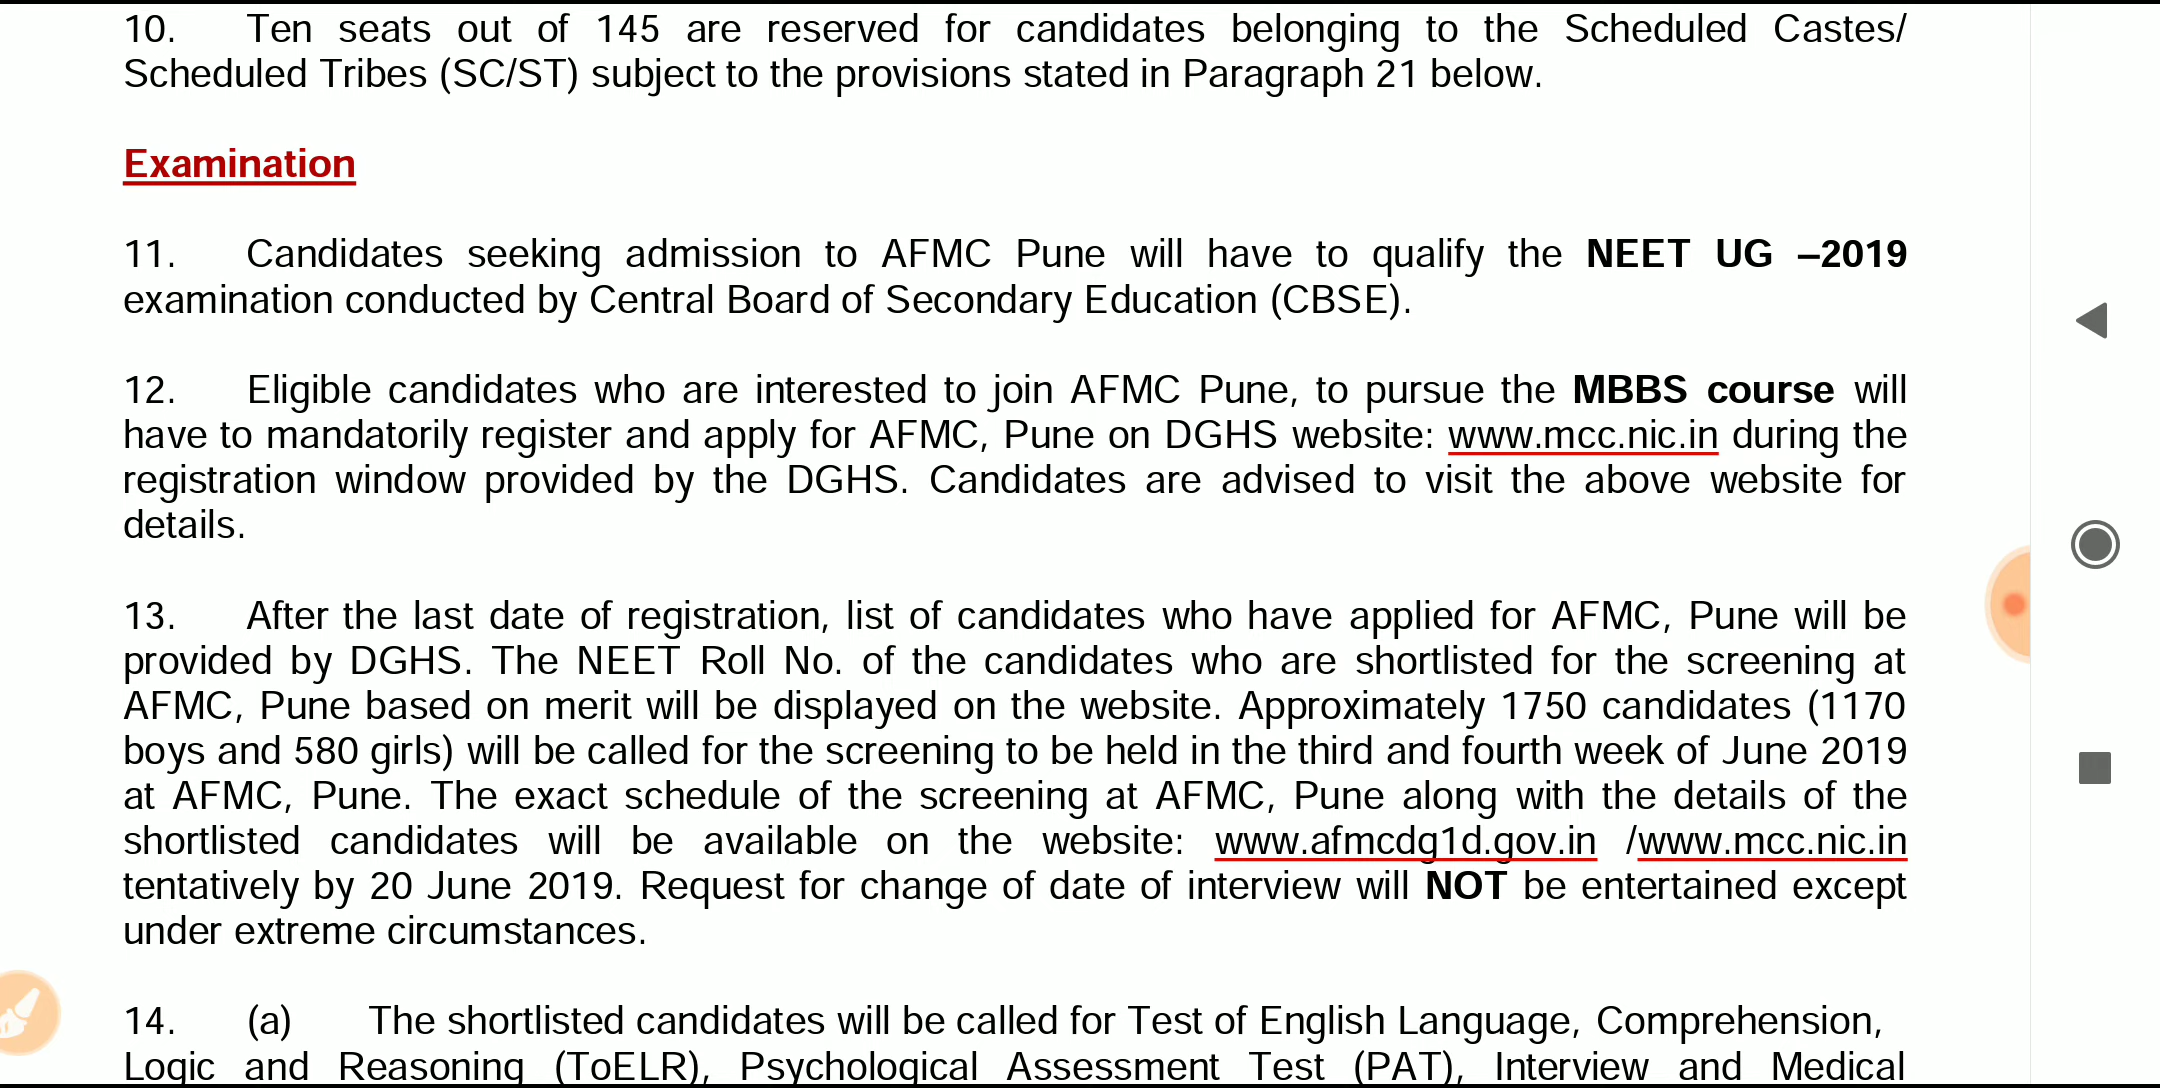 10. Ten seats out of 145 are reserved for candidates belonging to the Scheduled Castes/
Scheduled Tribes (SC/ST) subject to the provisions stated in Paragraph 21 below.
Examination
11. Candidates seeking admission to AFMC Pune will have to qualify the NEET UG –2019
examination conducted by Central Board of Secondary Education (CBSE).
12. Eligible candidates who are interested to join AFMC Pune, to pursue the MBBS course will
have to mandatorily register and apply for AFMC, Pune on DGHS website: www.mcc.nic.in during the
registration window provided by the DGHS. Candidates are advised to visit the above website for
details.
13. After the last date of registration, list of candidates who have applied for AFMC, Pune will be
provided by DGHS. The NEET Roll No. of the candidates who are shortlisted for the screening at
AFMC, Pune based on merit will be displayed on the website. Approximately 1750 candidates (1170
boys and 580 girls) will be called for the screening to be held in the third and fourth week of June 2019
at AFMC, Pune. The exact schedule of the screening at AFMC, Pune along with the details of the
shortlisted candidates will be available on the website: www.afmcdg1d.gov.in /www.mcc.nic.in
tentatively by 20 June 2019. Request for change of date of interview will NOT be entertained except
under extreme circumstances.
14. (a) The shortlisted candidates will be called for Test of English Language, Comprehension,
Logic and Reasoning (ToELR), Psychological Assessment Test (PAT), Interview and Medical